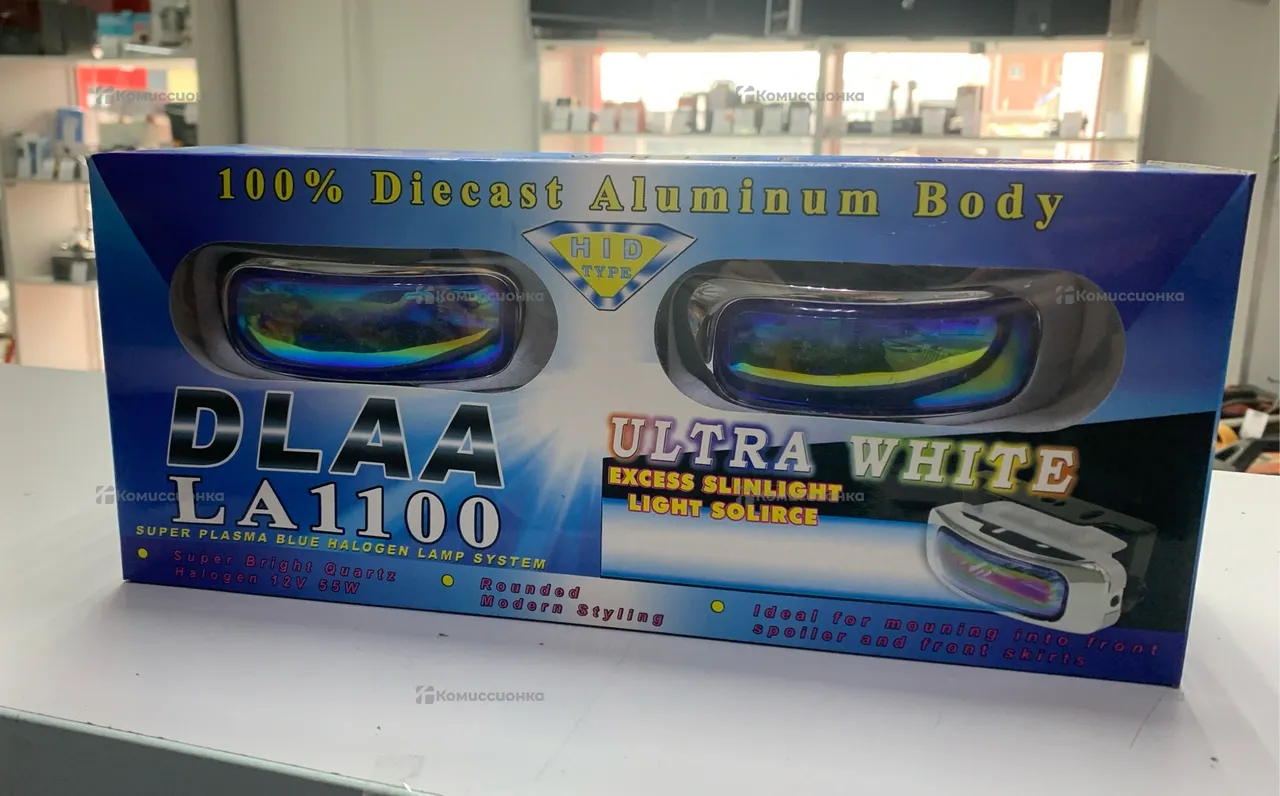 100% Diecast Aluminum Body
HID
TYPE
DLAA
LA1100
SUPER PLASMA BLUE HALOGEN LAMP SYSTEM
ULTRA WHITE
EXCESS SLINLIGHT
LIGHT SOLIRCE
Super Bright Quartz
Halogen 12V 55W
Rounded
Modern Styling
Ideal for mouning into front
spoiler and front skirts
Комиссионка
Комиссионка
Комиссионка
Комиссионка
Комиссионка
Комиссионка
Комиссионка